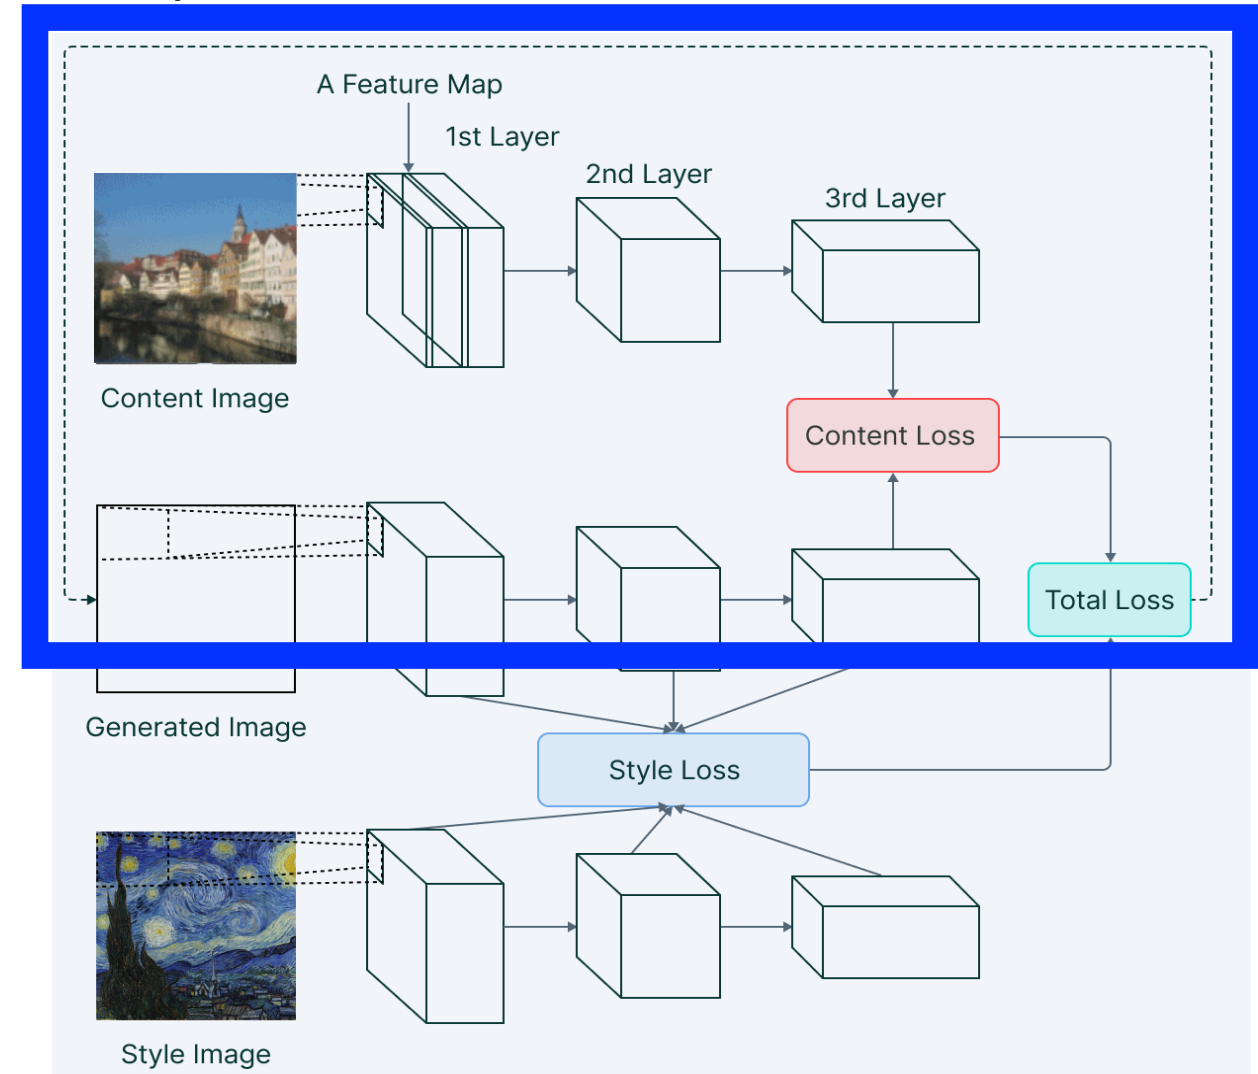 A Feature Map
1st Layer
2nd Layer
3rd Layer
Content Image
Content Loss
Total Loss
Generated Image
Style Loss
Style Image